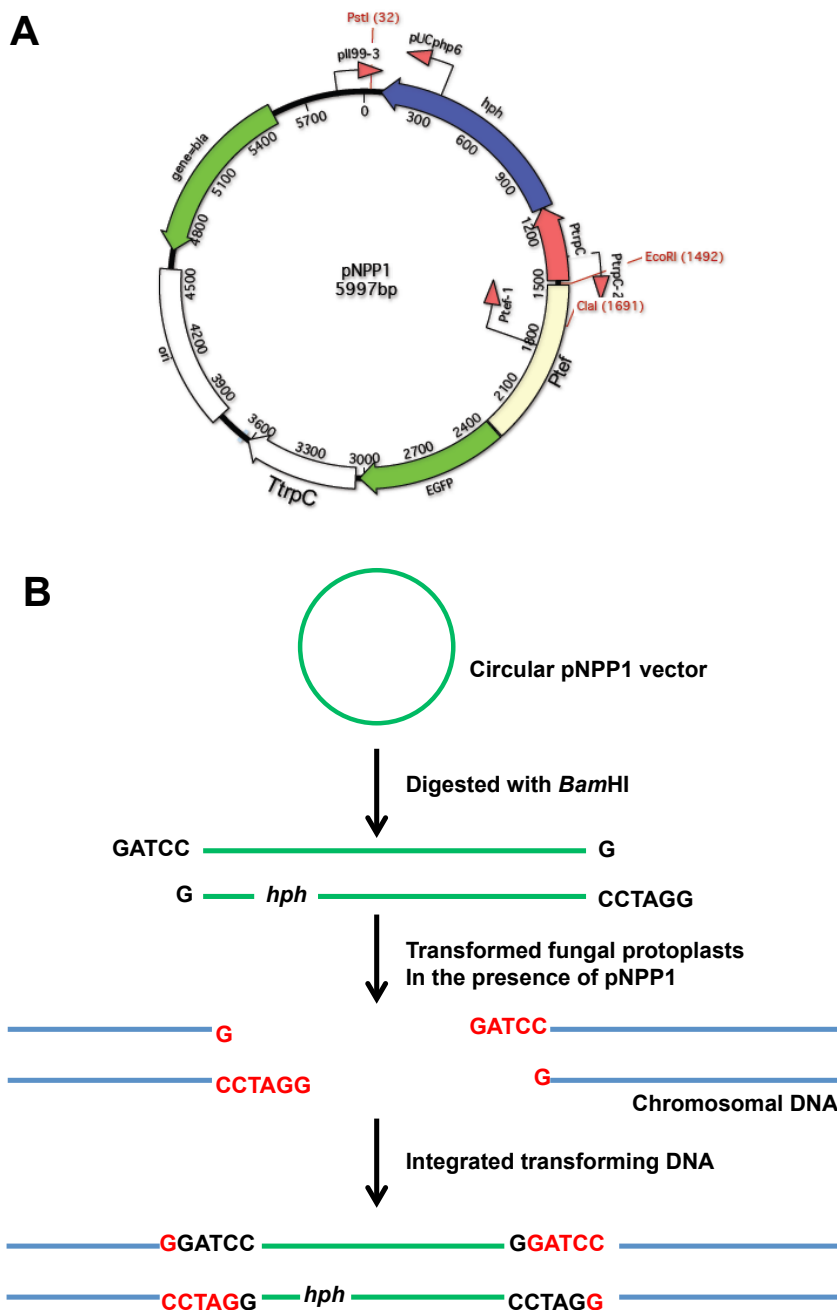 A
PstI (32)
pII99-3
pUCphp6
hph
0
300
600
900
1200
PtrpC
PtrpC-2
EcoRI (1492)
1500
ClaI (1691)
Ptef-1
1800
Ptef
2100
2400
EGFP
2700
3000
3300
TtrpC
3600
3900
ori
4200
4500
4800
gene=bla
5100
5400
5700
pNPP1
5997bp
B
Circular pNPP1 vector
Digested with BamHI
GATCC G
G hph CCTAGG
Transformed fungal protoplasts
In the presence of pNPP1
G GATCC
CCTAGG G
Chromosomal DNA
Integrated transforming DNA
GGATCC GGATCC
CCTAGG hph CCTAGG